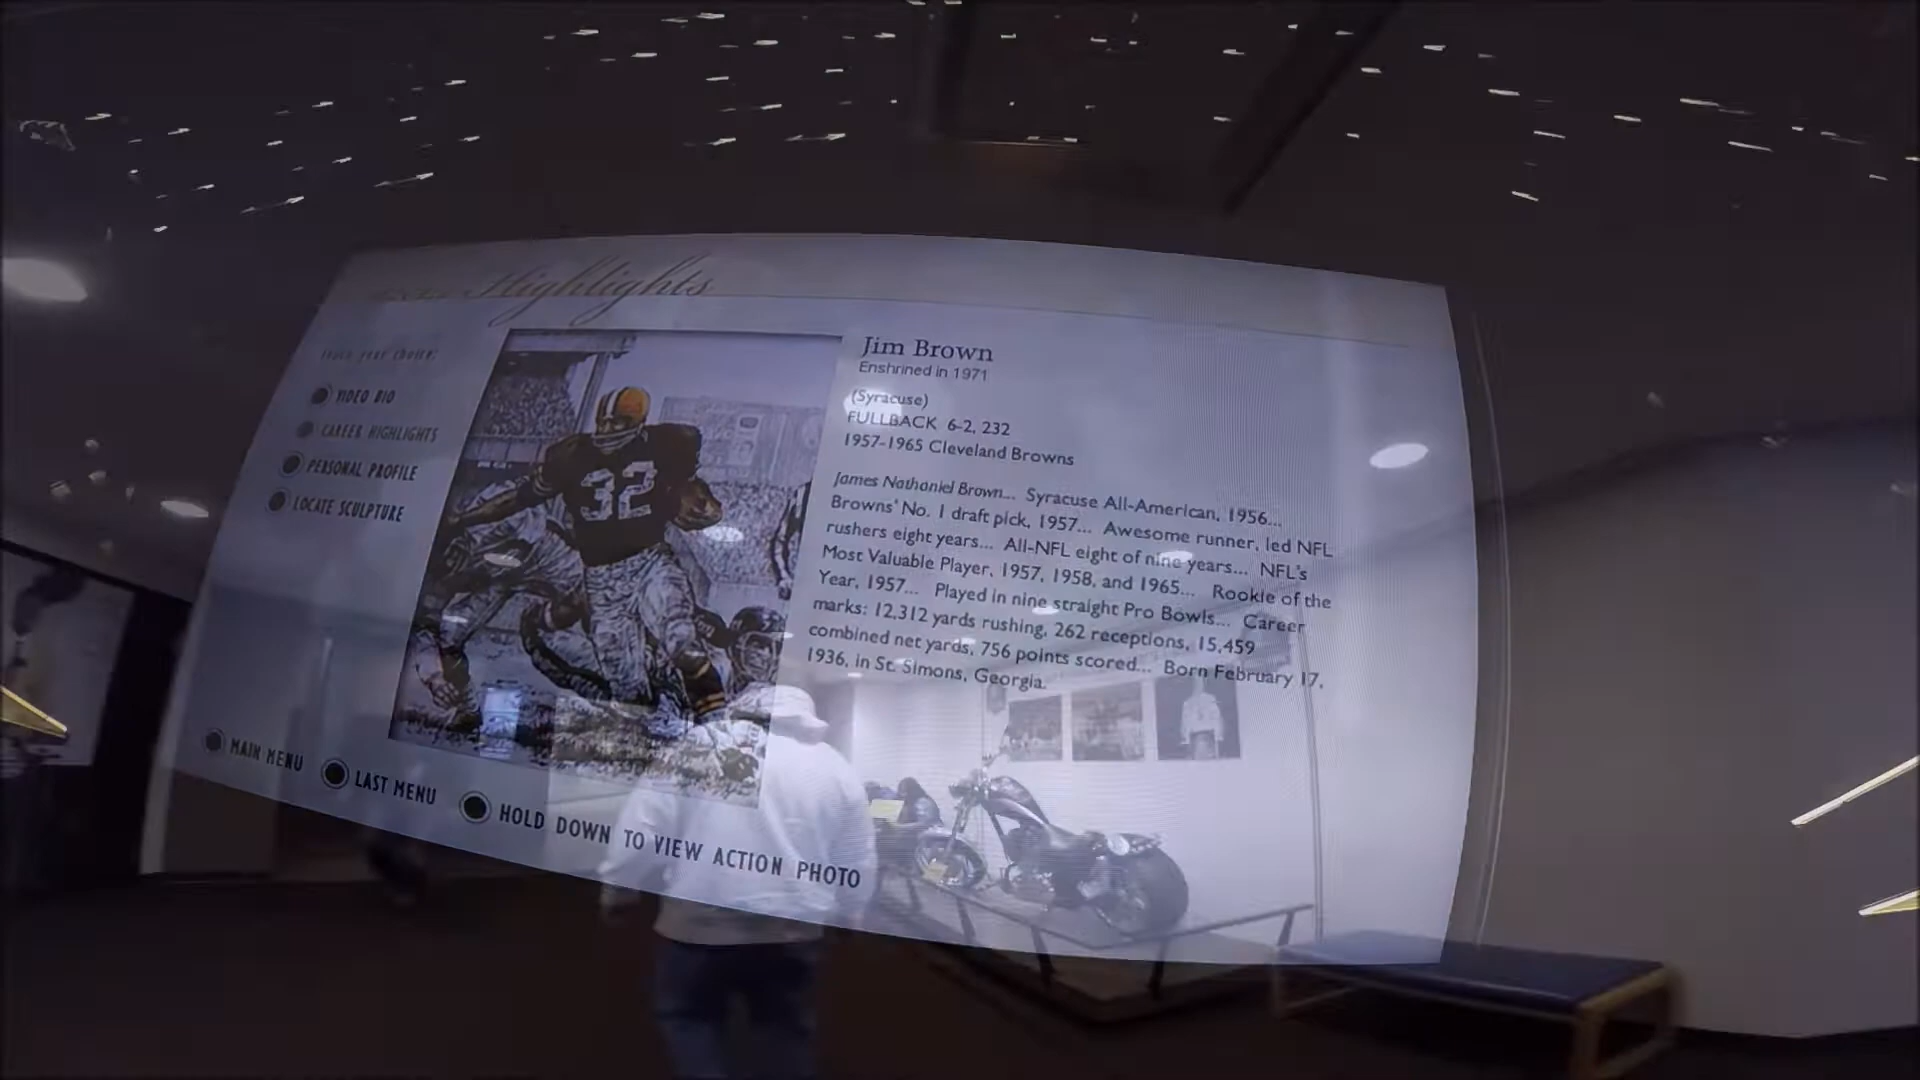 Highlights
touch your choice:
VIDEO BIO
CAREER HIGHLIGHTS
PERSONAL PROFILE
LOCATE SCULPTURE
32
Jim Brown
Enshrined in 1971
(Syracuse)
FULLBACK 6-2, 232
1957-1965 Cleveland Browns
James Nathaniel Brown... Syracuse All-American, 1956...
Browns' No. 1 draft pick, 1957... Awesome runner, led NFL
rushers eight years... All-NFL eight of nine years... NFL's
Most Valuable Player, 1957, 1958, and 1965... Rookie of the
Year, 1957... Played in nine straight Pro Bowls... Career
marks: 12,312 yards rushing, 262 receptions, 15,459
combined net yards, 756 points scored... Born February 17,
1936, in St. Simons, Georgia.
MAIN MENU
LAST MENU
HOLD DOWN TO VIEW ACTION PHOTO